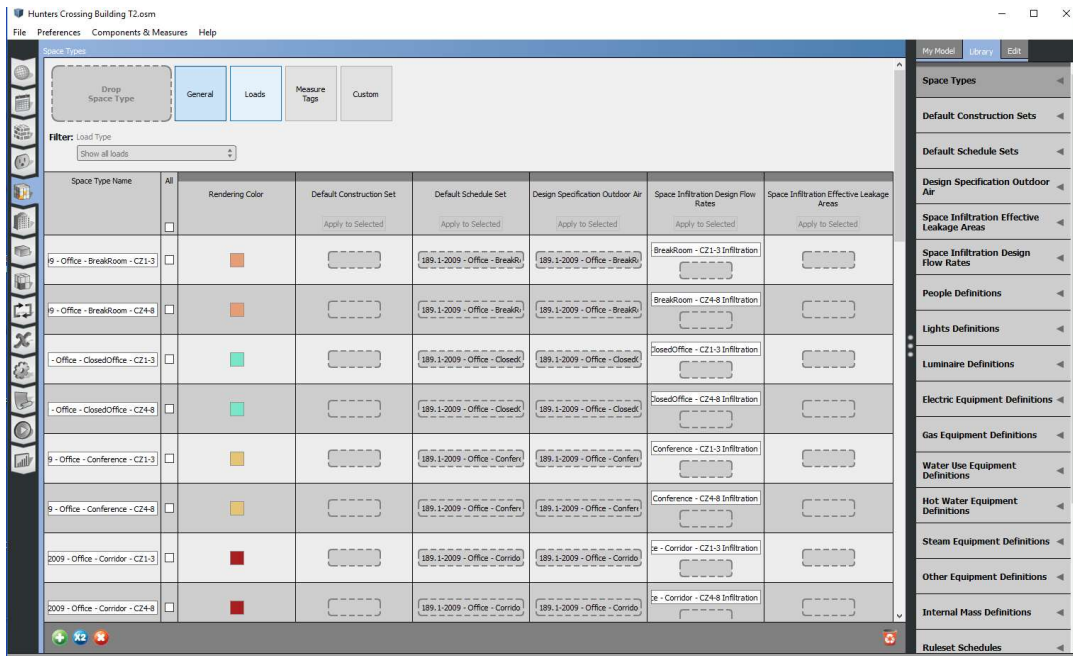 Hunters Crossing Building T2.osm
File Preferences Components & Measures Help
Space Types
My Model Library Edit
Drop
Space Type
General
Loads
Measure
Tags
Custom
Filter: Load Type
Show all loads
Space Type Name
All
Rendering Color
Default Construction Set
Default Schedule Set
Design Specification Outdoor Air
Space Infiltration Design Flow
Rates
Space Infiltration Effective Leakage
Areas
Apply to Selected Apply to Selected Apply to Selected Apply to Selected Apply to Selected
BreakRoom - CZ1-3 Infiltration
9 - Office - BreakRoom - CZ1-3 189.1-2009 - Office - BreakR 189.1-2009 - Office - BreakR
BreakRoom - CZ4-8 Infiltration
9 - Office - BreakRoom - CZ4-8 189.1-2009 - Office - BreakR 189.1-2009 - Office - BreakR
ClosedOffice - CZ1-3 Infiltration
- Office - ClosedOffice - CZ1-3 189.1-2009 - Office - Closed 189.1-2009 - Office - Closed
ClosedOffice - CZ4-8 Infiltration
- Office - ClosedOffice - CZ4-8 189.1-2009 - Office - Closed 189.1-2009 - Office - Closed
Conference - CZ1-3 Infiltration
9 - Office - Conference - CZ1-3 189.1-2009 - Office - Confer 189.1-2009 - Office - Confer
Conference - CZ4-8 Infiltration
9 - Office - Conference - CZ4-8 189.1-2009 - Office - Confer 189.1-2009 - Office - Confer
ce - Corridor - CZ1-3 Infiltration
2009 - Office - Corridor - CZ1-3 189.1-2009 - Office - Corrido 189.1-2009 - Office - Corrido
ce - Corridor - CZ4-8 Infiltration
2009 - Office - Corridor - CZ4-8 189.1-2009 - Office - Corrido 189.1-2009 - Office - Corrido
X2
Space Types
Default Construction Sets
Default Schedule Sets
Design Specification Outdoor
Air
Space Infiltration Effective
Leakage Areas
Space Infiltration Design
Flow Rates
People Definitions
Lights Definitions
Luminaire Definitions
Electric Equipment Definitions
Gas Equipment Definitions
Water Use Equipment
Definitions
Hot Water Equipment
Definitions
Steam Equipment Definitions
Other Equipment Definitions
Internal Mass Definitions
Ruleset Schedules